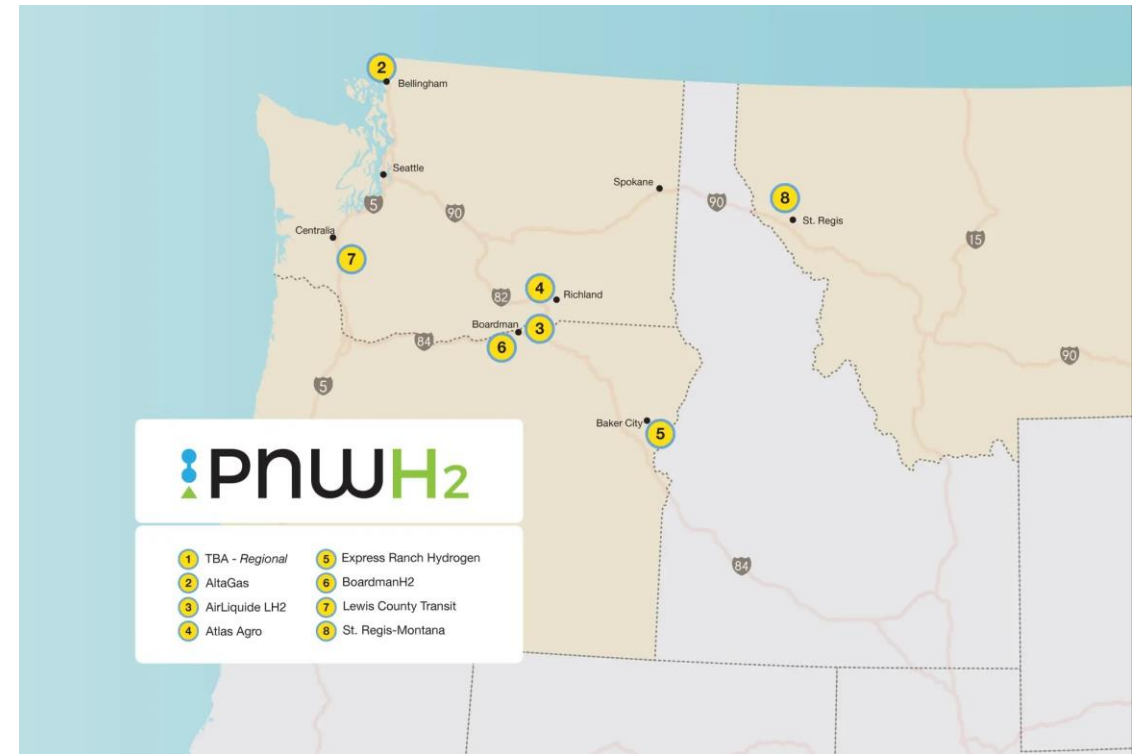 2
Bellingham
Seattle
Spokane
5
90
90
8
St. Regis
Centralia
7
15
4
Richland
82
Boardman
3
84
6
90
5
Baker City
5
PNWH2
84
1 TBA - Regional
2 AltaGas
3 AirLiquide LH2
4 Atlas Agro
5 Express Ranch Hydrogen
6 BoardmanH2
7 Lewis County Transit
8 St. Regis-Montana